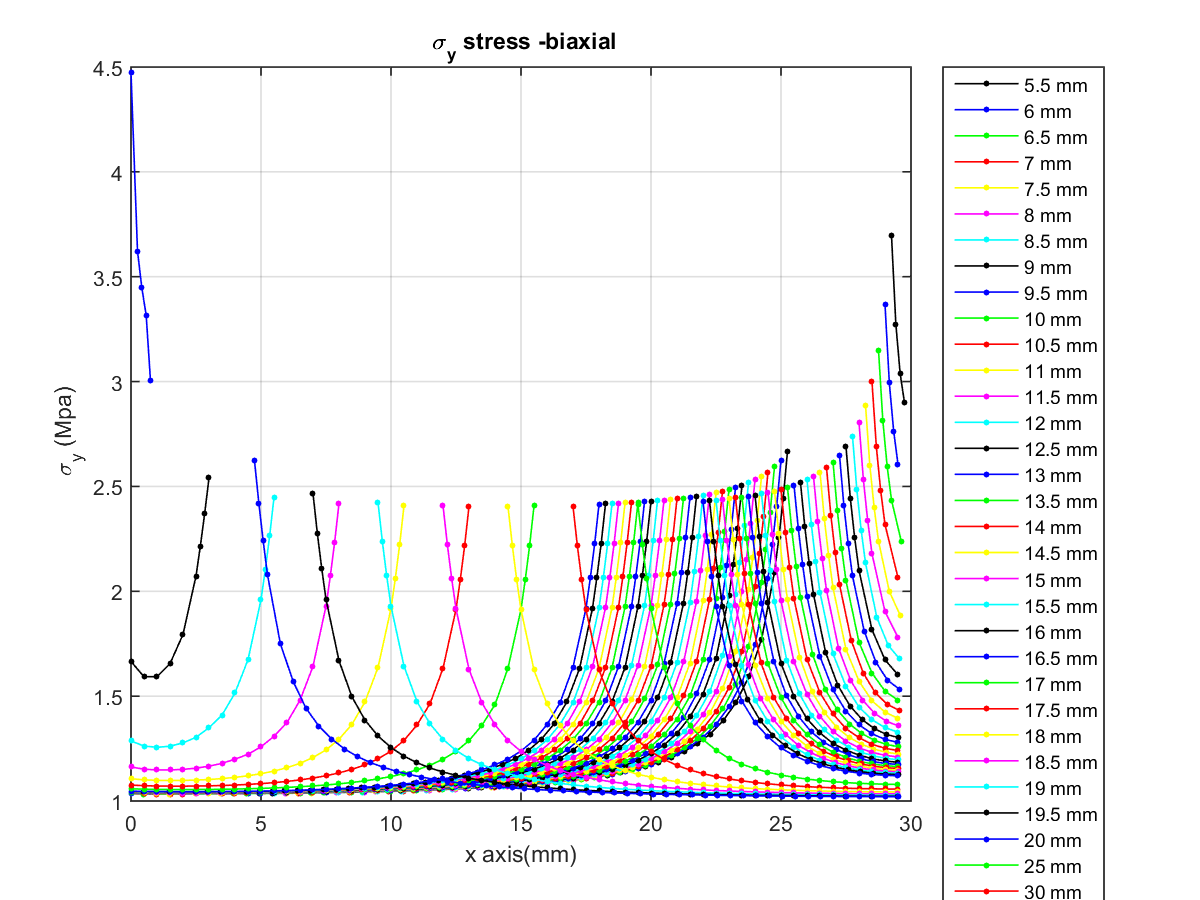 σy stress -biaxial
4.5
4
3.5
3
2.5
2
1.5
1
σy (Mpa)
0 5 10 15 20 25 30
x axis(mm)
5.5 mm
6 mm
6.5 mm
7 mm
7.5 mm
8 mm
8.5 mm
9 mm
9.5 mm
10 mm
10.5 mm
11 mm
11.5 mm
12 mm
12.5 mm
13 mm
13.5 mm
14 mm
14.5 mm
15 mm
15.5 mm
16 mm
16.5 mm
17 mm
17.5 mm
18 mm
18.5 mm
19 mm
19.5 mm
20 mm
25 mm
30 mm